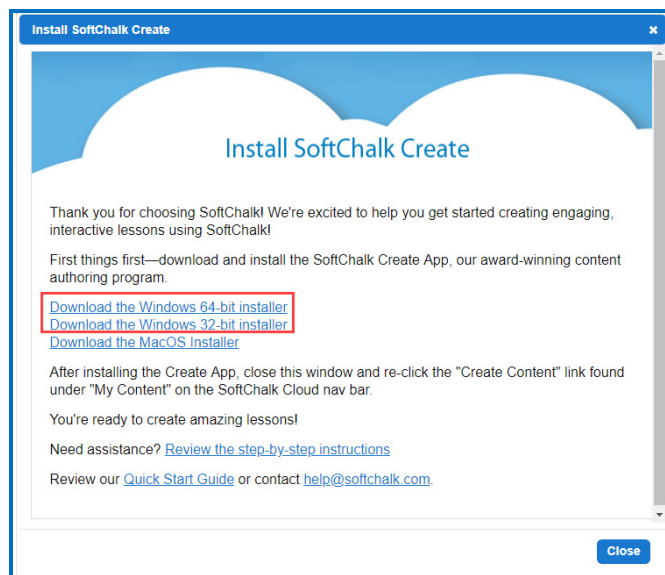 Install SoftChalk Create
Install SoftChalk Create
Thank you for choosing SoftChalk! We're excited to help you get started creating engaging,
interactive lessons using SoftChalk!
First things first—download and install the SoftChalk Create App, our award-winning content
authoring program.
Download the Windows 64-bit installer
Download the Windows 32-bit installer
Download the MacOS Installer
After installing the Create App, close this window and re-click the "Create Content" link found
under "My Content" on the SoftChalk Cloud nav bar.
You're ready to create amazing lessons!
Need assistance? Review the step-by-step instructions
Review our Quick Start Guide or contact help@softchalk.com.
Close